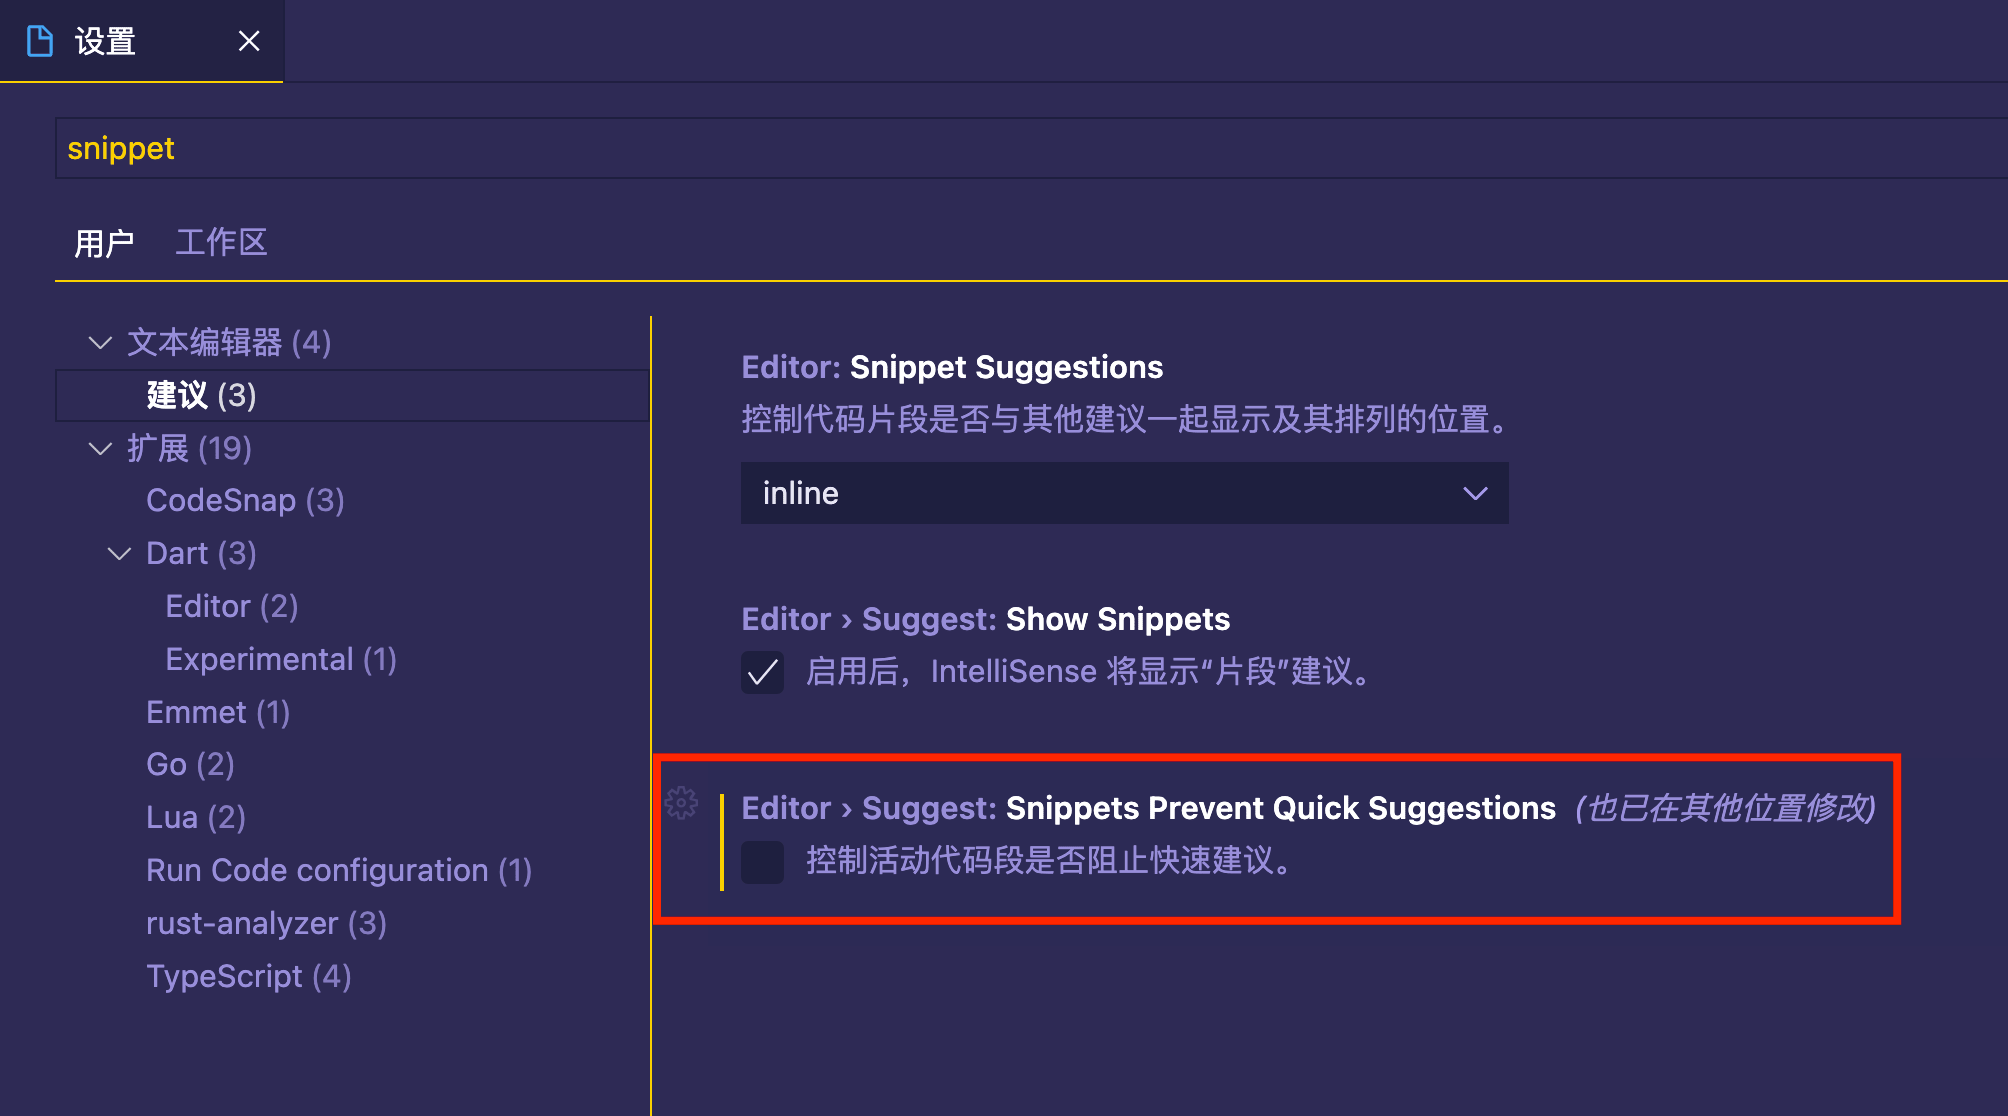 设置
snippet
用户 工作区
文本编辑器 (4)
建议 (3)
扩展 (19)
CodeSnap (3)
Dart (3)
Editor (2)
Experimental (1)
Emmet (1)
Go (2)
Lua (2)
Run Code configuration (1)
rust-analyzer (3)
TypeScript (4)
Editor: Snippet Suggestions
控制代码片段是否与其他建议一起显示及其排列的位置。
inline
Editor › Suggest: Show Snippets
启用后，IntelliSense 将显示“片段”建议。
Editor › Suggest: Snippets Prevent Quick Suggestions (也已在其他位置修改)
控制活动代码段是否阻止快速建议。